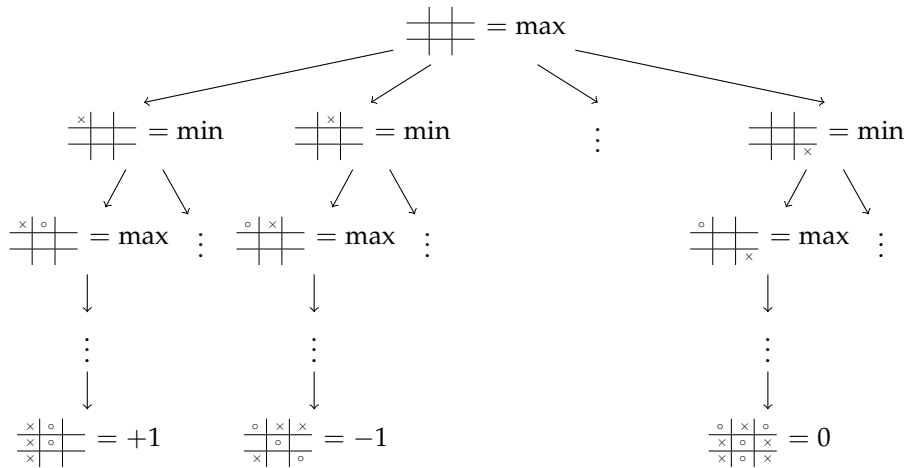 = max
× = min
× = min
× = min
× ○ = max
○ × = max
○ × = max
× ○
× ○ = +1
×
○ × ×
○ = −1
× ○
= 0